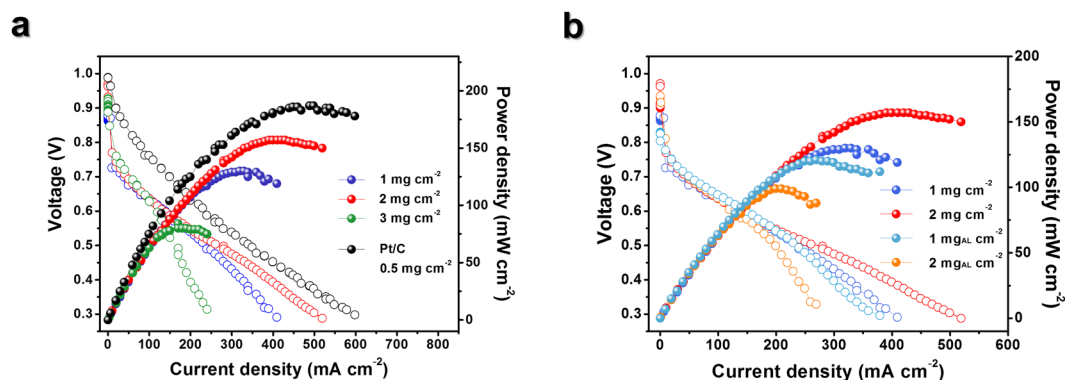 a
1.0
0.9
0.8
0.7
0.6
0.5
0.4
0.3
Voltage (V)
0 100 200 300 400 500 600 800
Current density (mA cm-2)
200
150
100
50
0
Power density (mW cm-2)
1 mg cm-2
2 mg cm-2
3 mg cm-2
Pt/C
0.5 mg cm-2
b
1.0
0.9
0.8
0.7
0.6
0.5
0.4
0.3
Voltage (V)
0 100 200 300 400 500 600
Current density (mA cm-2)
200
150
100
50
0
Power density (mW cm-2)
1 mg cm-2
2 mg cm-2
1 mgAL cm-2
2 mgAL cm-2